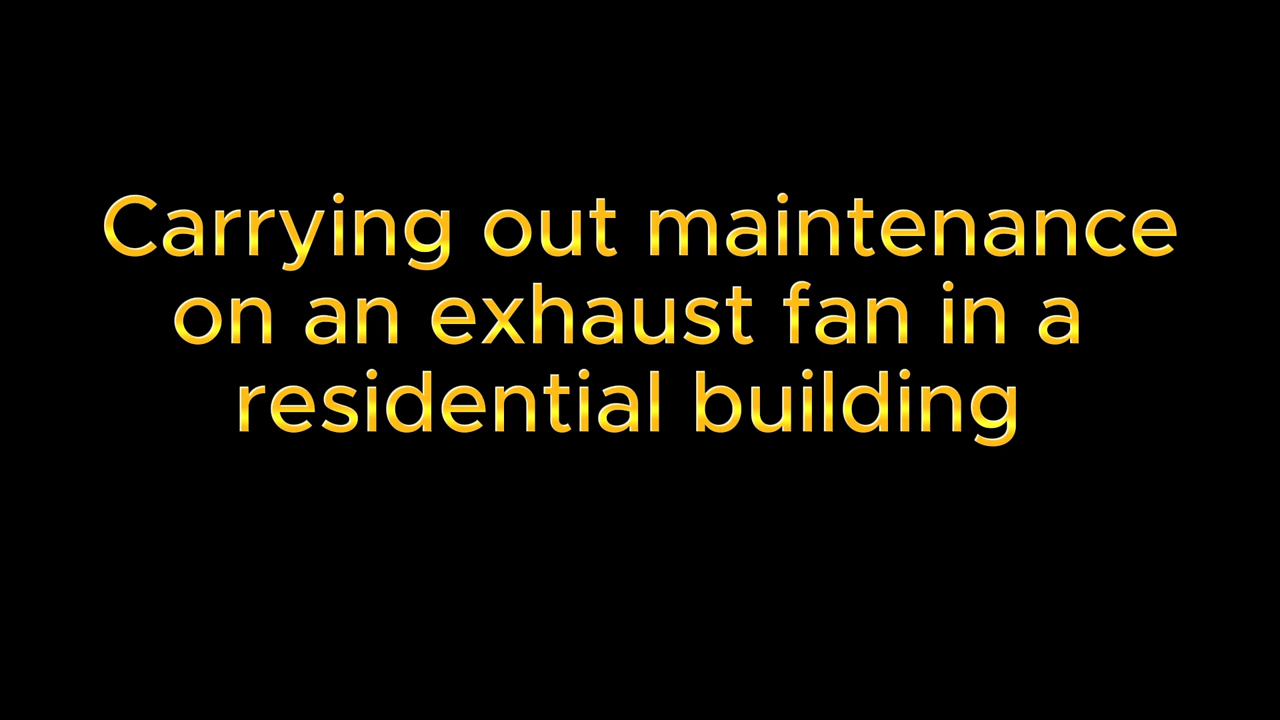 Carrying out maintenance
on an exhaust fan in a
residential building